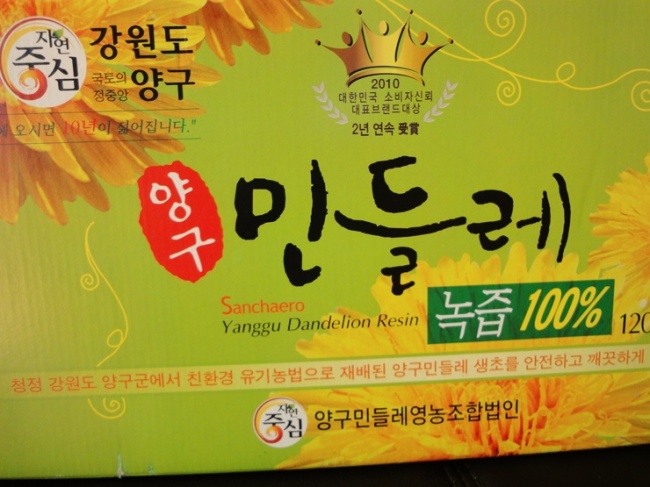 자연
중심
강원도
국토의
정중앙
양구
에 오시면 10년이 젊어집니다."
2010
대한민국 소비자신뢰
대표브랜드대상
2년 연속 受賞
양구
민들레
Sanchaero
Yanggu Dandelion Resin
녹즙 100%
120
청정 강원도 양구군에서 친환경 유기농법으로 재배된 양구민들레 생초를 안전하고 깨끗하게
자연
중심
양구민들레영농조합법인